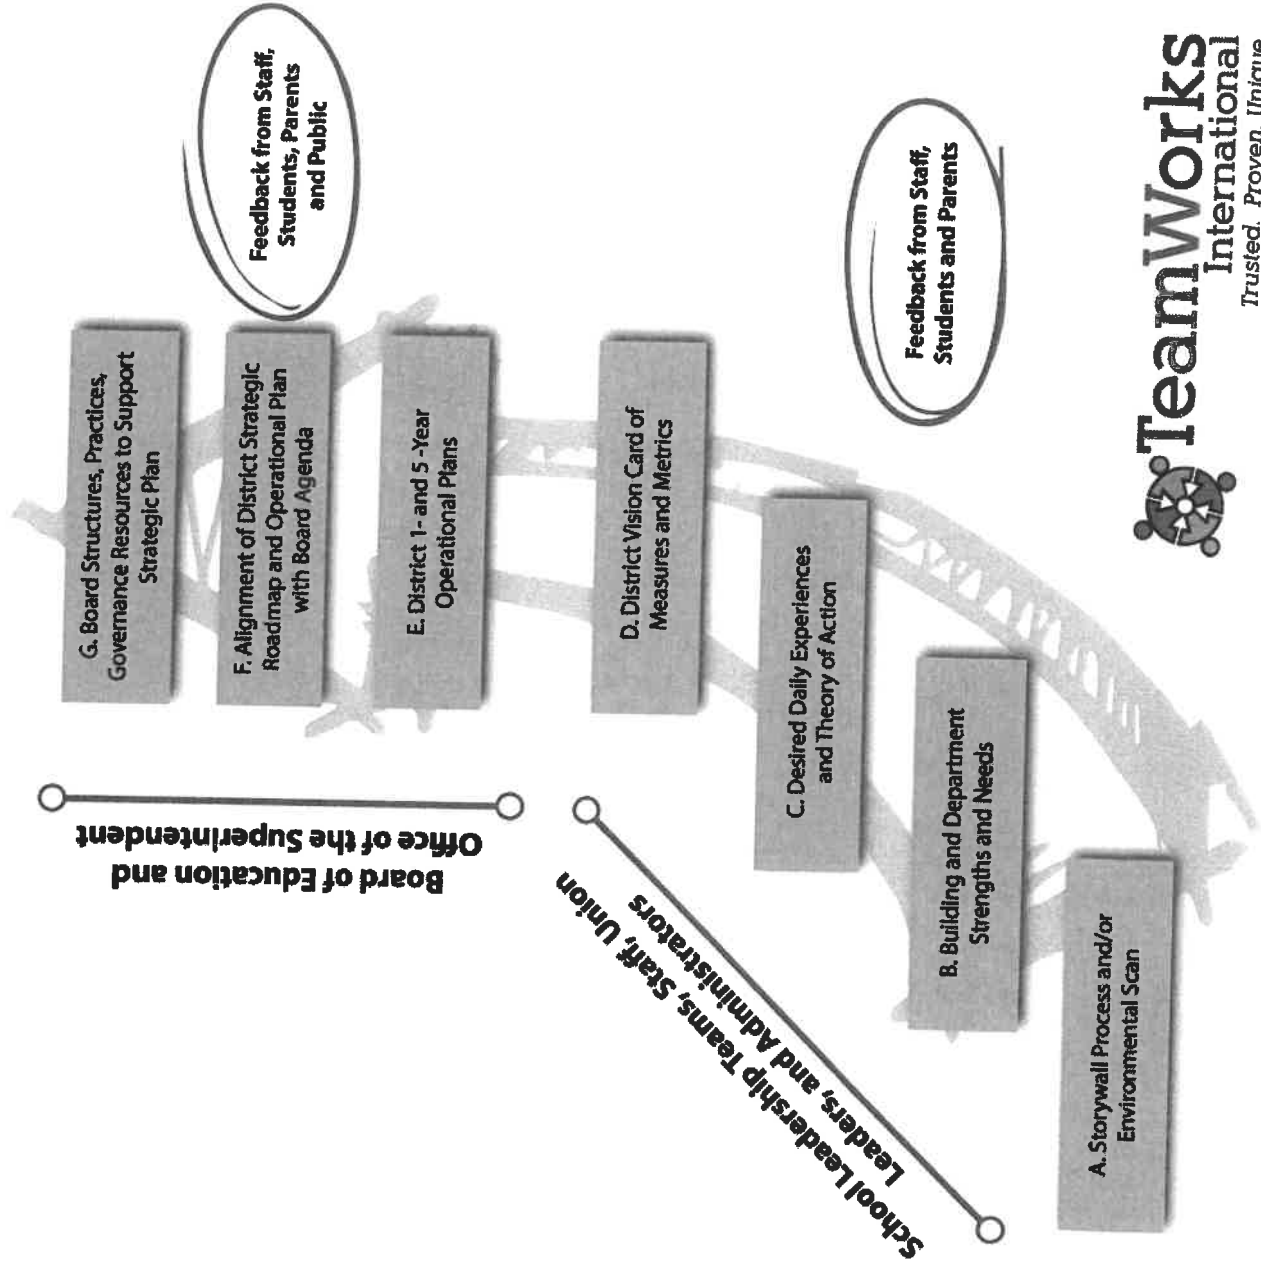 G. Board Structures, Practices,
Governance Resources to Support
Strategic Plan
F. Alignment of District Strategic
Roadmap and Operational Plan
with Board Agenda
E. District 1- and 5 -Year
Operational Plans
D. District Vision Card of
Measures and Metrics
C. Desired Daily Experiences
and Theory of Action
B. Building and Department
Strengths and Needs
A. Storywall Process and/or
Environmental Scan
Board of Education and
Office of the Superintendent
School Leadership Teams, Staff, Union
Leaders, and Administrators
Feedback from Staff,
Students, Parents
and Public
Feedback from Staff,
Students and Parents
TeamWorks
International
Trusted. Proven. Unique